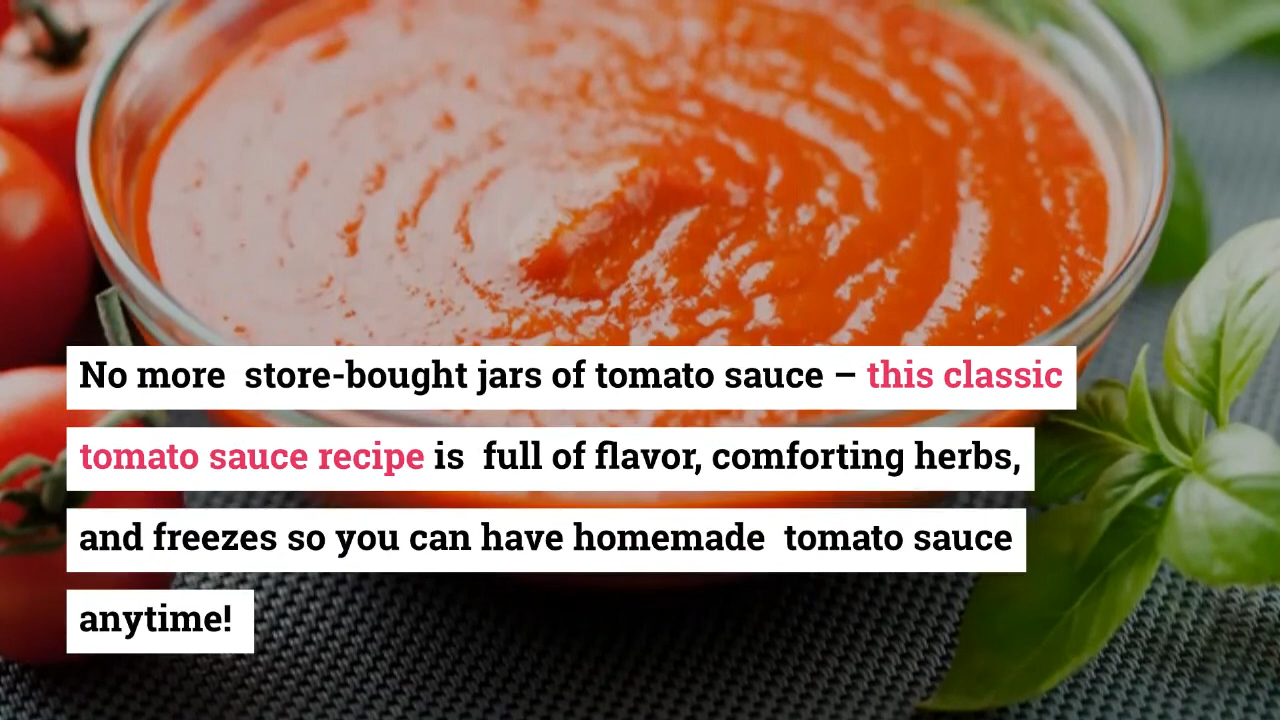 No more  store-bought jars of tomato sauce – this classic
tomato sauce recipe is  full of flavor, comforting herbs,
and freezes so you can have homemade  tomato sauce
anytime!